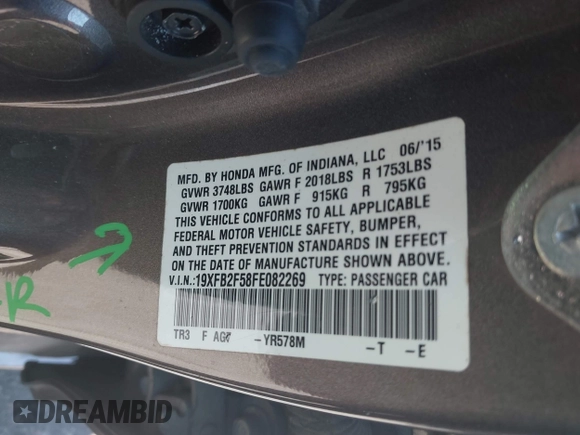 MFD. BY HONDA MFG. OF INDIANA, LLC 06/'15
GVWR 3748LBS GAWR F 2018LBS R 1753LBS
GVWR 1700KG GAWR F 915KG R 795KG
THIS VEHICLE CONFORMS TO ALL APPLICABLE
FEDERAL MOTOR VEHICLE SAFETY, BUMPER,
AND THEFT PREVENTION STANDARDS IN EFFECT
ON THE DATE OF MANUFACTURE SHOWN ABOVE.
V.I.N.:19XFB2F58FE082269 TYPE: PASSENGER CAR
TR3 F -YR578M -T -E
R
DREAMBID